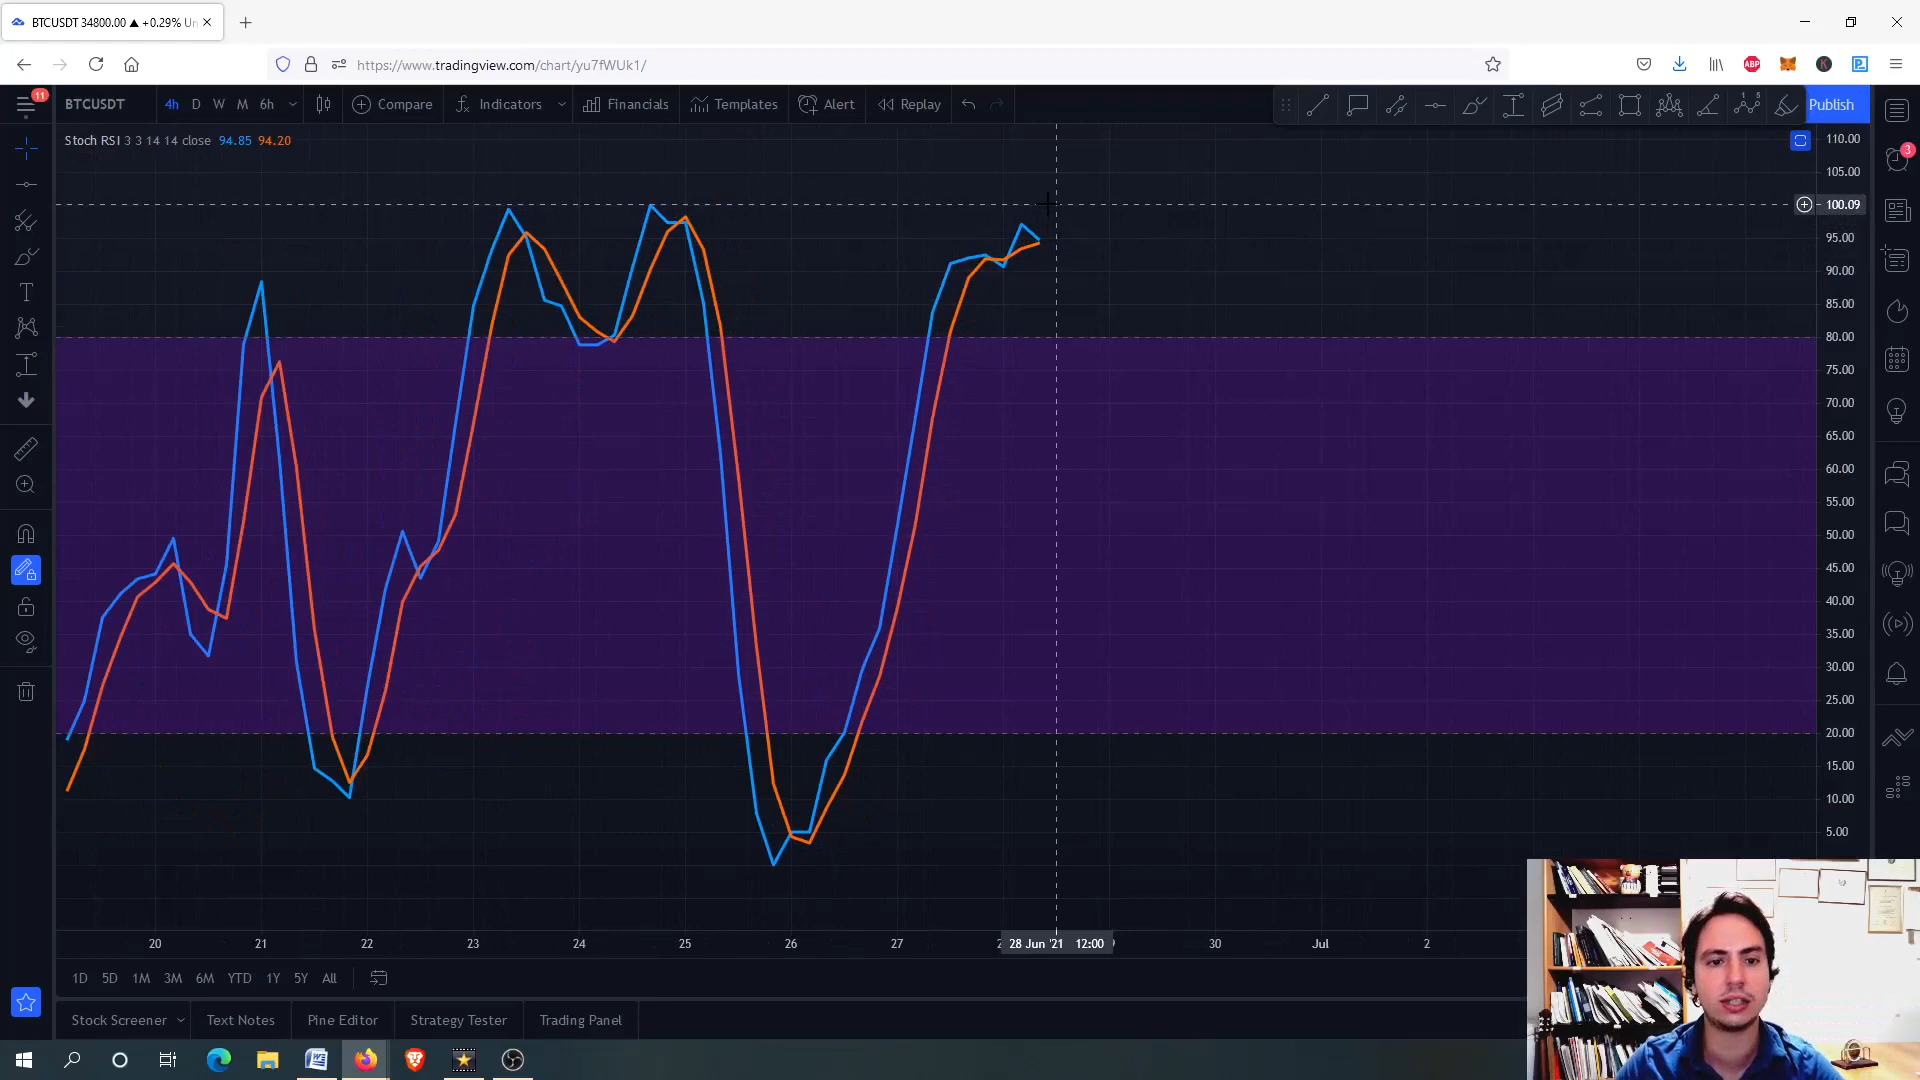 BTCUSDT 34800.00 ▲ +0.29% Un
https://www.tradingview.com/chart/yu7fWUk1/
ABP
K
11
BTCUSDT 4h D W M 6h Compare Indicators Financials Templates Alert Replay Publish
Stoch RSI 3 3 14 14 close 94.85 94.20
110.00
105.00
100.09
95.00
90.00
85.00
80.00
75.00
70.00
65.00
60.00
55.00
50.00
45.00
40.00
35.00
30.00
25.00
20.00
15.00
10.00
5.00
3
20 21 22 23 24 25 26 27 28 Jun '21 12:00 30 Jul 2
1D 5D 1M 3M 6M YTD 1Y 5Y All
Stock Screener Text Notes Pine Editor Strategy Tester Trading Panel